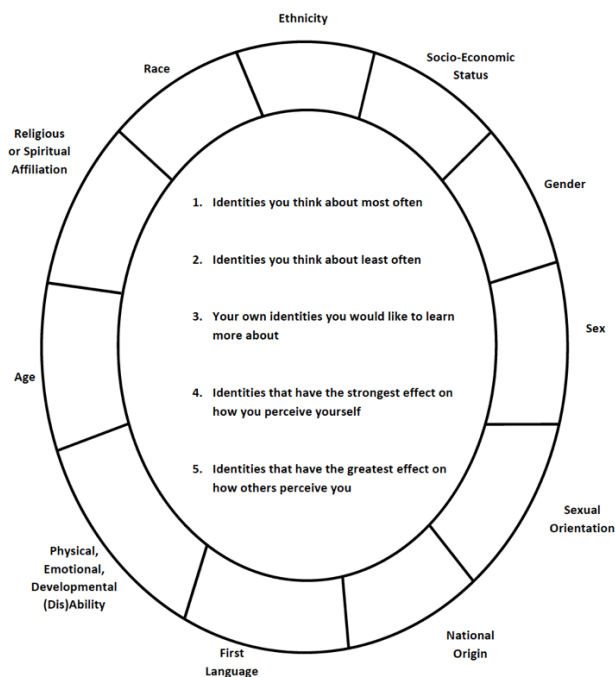 Ethnicity
Socio-Economic
Status
Gender
Sex
Sexual
Orientation
National
Origin
First
Language
Physical,
Emotional,
Developmental
(Dis)Ability
Age
Religious
or Spiritual
Affiliation
Race
1. Identities you think about most often
2. Identities you think about least often
3. Your own identities you would like to learn
more about
4. Identities that have the strongest effect on
how you perceive yourself
5. Identities that have the greatest effect on
how others perceive you